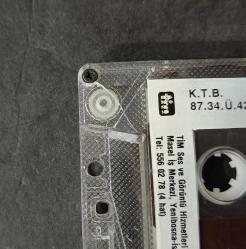 K.T.B.
87.34.Ü.42
TİM Ses ve Görüntü Hizmetleri
Masel İş Merkezi, Yenibosna-İs
Tel: 556 02 78 (4 hat)